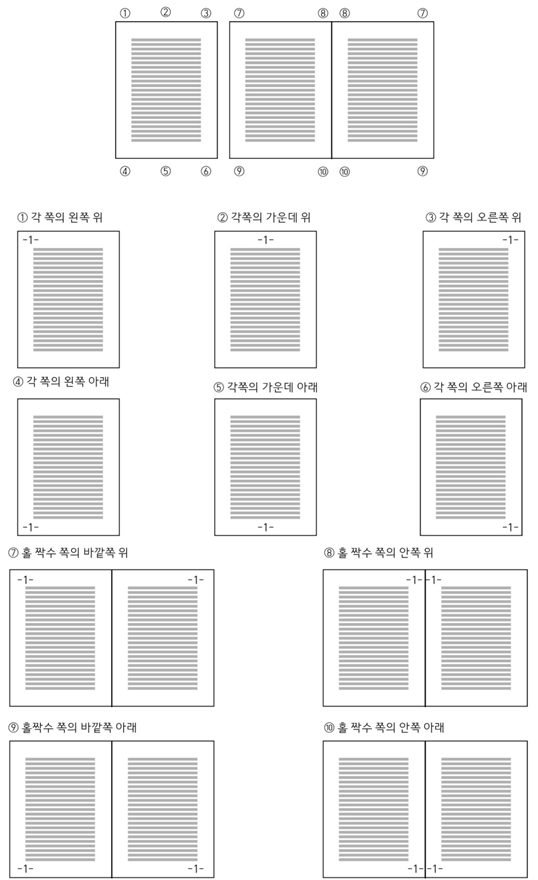 ① ② ③ ⑦ ⑧ ⑧ ⑦
④ ⑤ ⑥ ⑨ ⑩ ⑩ ⑨
① 각 쪽의 왼쪽 위
② 각쪽의 가운데 위
③ 각 쪽의 오른쪽 위
-1-
-1-
-1-
④ 각 쪽의 왼쪽 아래
⑤ 각쪽의 가운데 아래
⑥ 각 쪽의 오른쪽 아래
-1-
-1-
-1-
⑦ 홀 짝수 쪽의 바깥쪽 위
⑧ 홀 짝수 쪽의 안쪽 위
-1- -1-
-1- -1-
⑨ 홀짝수 쪽의 바깥쪽 아래
⑩ 홀 짝수 쪽의 안쪽 아래
-1- -1-
-1- -1-